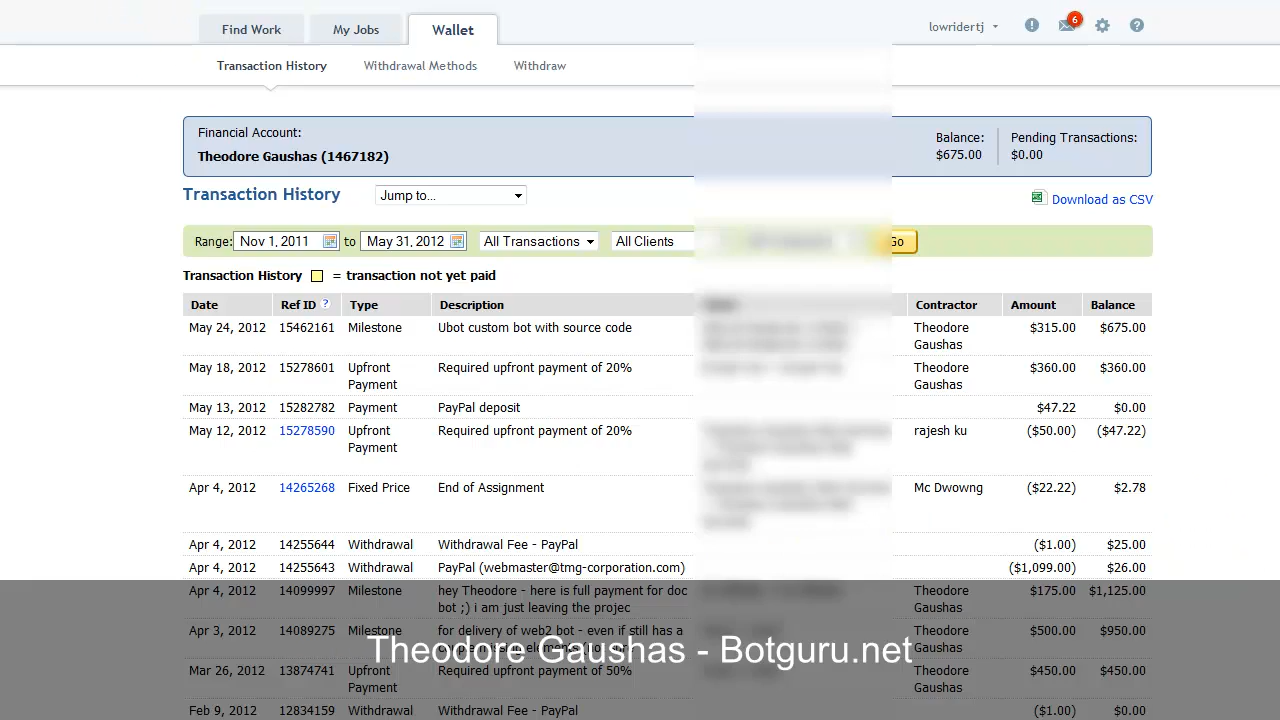 Find Work My Jobs Wallet lowridertj 6
Transaction History Withdrawal Methods Withdraw
Financial Account: Balance: Pending Transactions:
Theodore Gaushas (1467182) $675.00 $0.00
Transaction History Jump to... Download as CSV
Range: Nov 1, 2011 to May 31, 2012 All Transactions All Clients Go
Transaction History = transaction not yet paid
Date Ref ID ? Type Description Contractor Amount Balance
May 24, 2012 15462161 Milestone Ubot custom bot with source code Theodore $315.00 $675.00
Gaushas
May 18, 2012 15278601 Upfront Required upfront payment of 20% Theodore $360.00 $360.00
Payment Gaushas
May 13, 2012 15282782 Payment PayPal deposit $47.22 $0.00
May 12, 2012 15278590 Upfront Required upfront payment of 20% rajesh ku ($50.00) ($47.22)
Payment
Apr 4, 2012 14265268 Fixed Price End of Assignment Mc Dwowng ($22.22) $2.78
Apr 4, 2012 14255644 Withdrawal Withdrawal Fee - PayPal ($1.00) $25.00
Apr 4, 2012 14255643 Withdrawal PayPal (webmaster@tmg-corporation.com) ($1,099.00) $26.00
Apr 4, 2012 14099997 Milestone hey Theodore - here is full payment for doc Theodore $175.00 $1,125.00
bot ;) i am just leaving the projec Gaushas
Apr 3, 2012 14089275 Milestone for delivery of web2 bot - even if still has a Theodore $500.00 $950.00
Gaushas
Theodore Gaushas - Botguru.net
Mar 26, 2012 13874741 Upfront Required upfront payment of 50% Theodore $450.00 $450.00
Payment Gaushas
Feb 9, 2012 12834159 Withdrawal Withdrawal Fee - PayPal ($1.00) $0.00